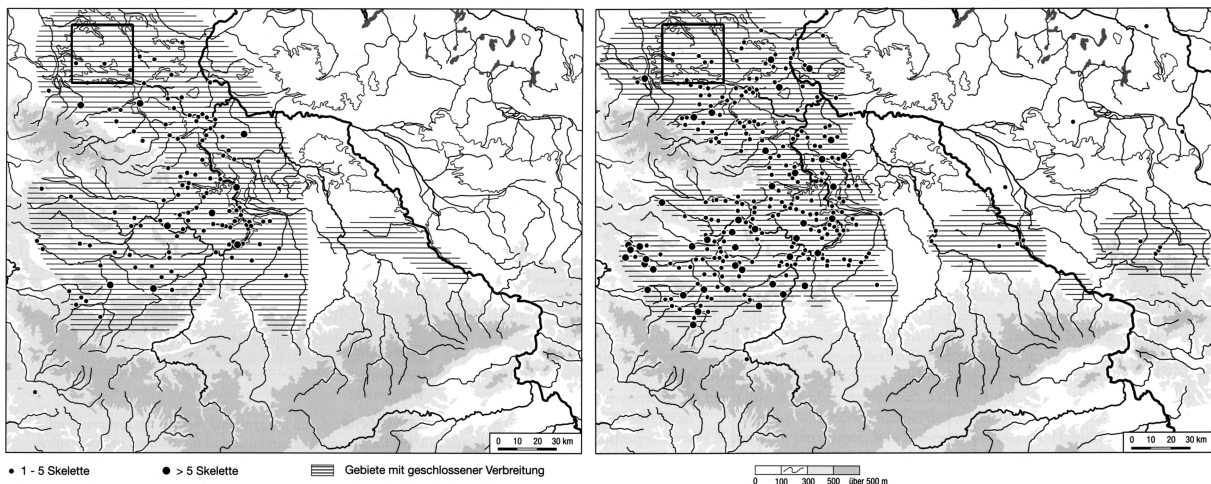 0 10 20 30 km
0 10 20 30 km
1 - 5 Skelette
> 5 Skelette
Gebiete mit geschlossener Verbreitung
0 100 300 500 über 500 m